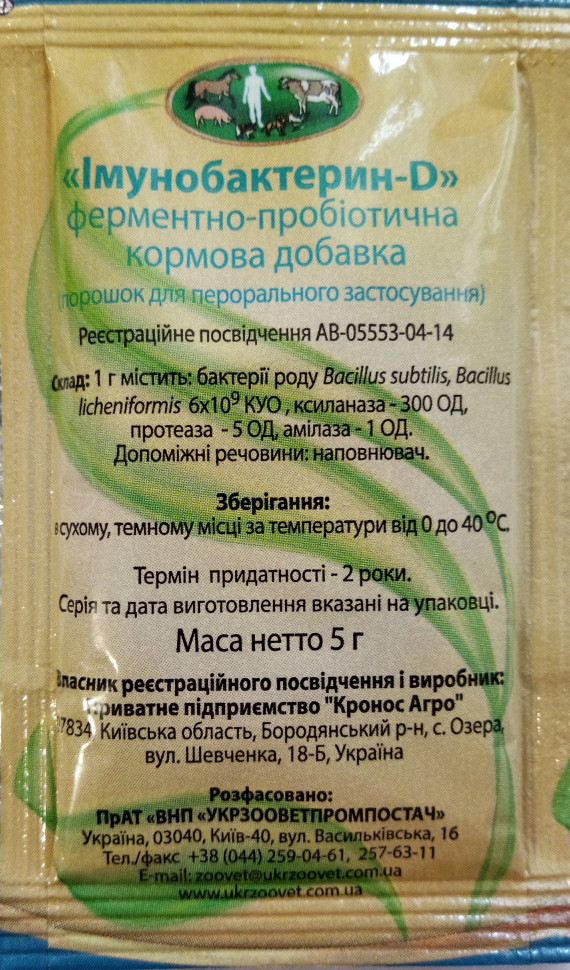 «Імунобактерин-D»
ферментно-пробіотична
кормова добавка
(порошок для перорального застосування)
Реєстраційне посвідчення АВ-05553-04-14
Склад: 1 г містить: бактерії роду Bacillus subtilis, Bacillus
licheniformis 6х10⁹ КУО , ксиланаза - 300 ОД,
протеаза - 5 ОД, амілаза - 1 ОД.
Допоміжні речовини: наповнювач.
Зберігання:
в сухому, темному місці за температури від 0 до 40 ºС.
Термін придатності - 2 роки.
Серія та дата виготовлення вказані на упаковці.
Маса нетто 5 г
Власник реєстраційного посвідчення і виробник:
Приватне підприємство "Кронос Агро"
07834, Київська область, Бородянський р-н, с. Озера,
вул. Шевченка, 18-Б, Україна
Розфасовано:
ПрАТ «ВНП «УКРЗООВЕТПРОМПОСТАЧ»
Україна, 03040, Київ-40, вул. Васильківська, 16
Тел./факс +38 (044) 259-04-61, 257-63-11
E-mail: zoovet@ukrzoovet.com.ua
www.ukrzoovet.com.ua